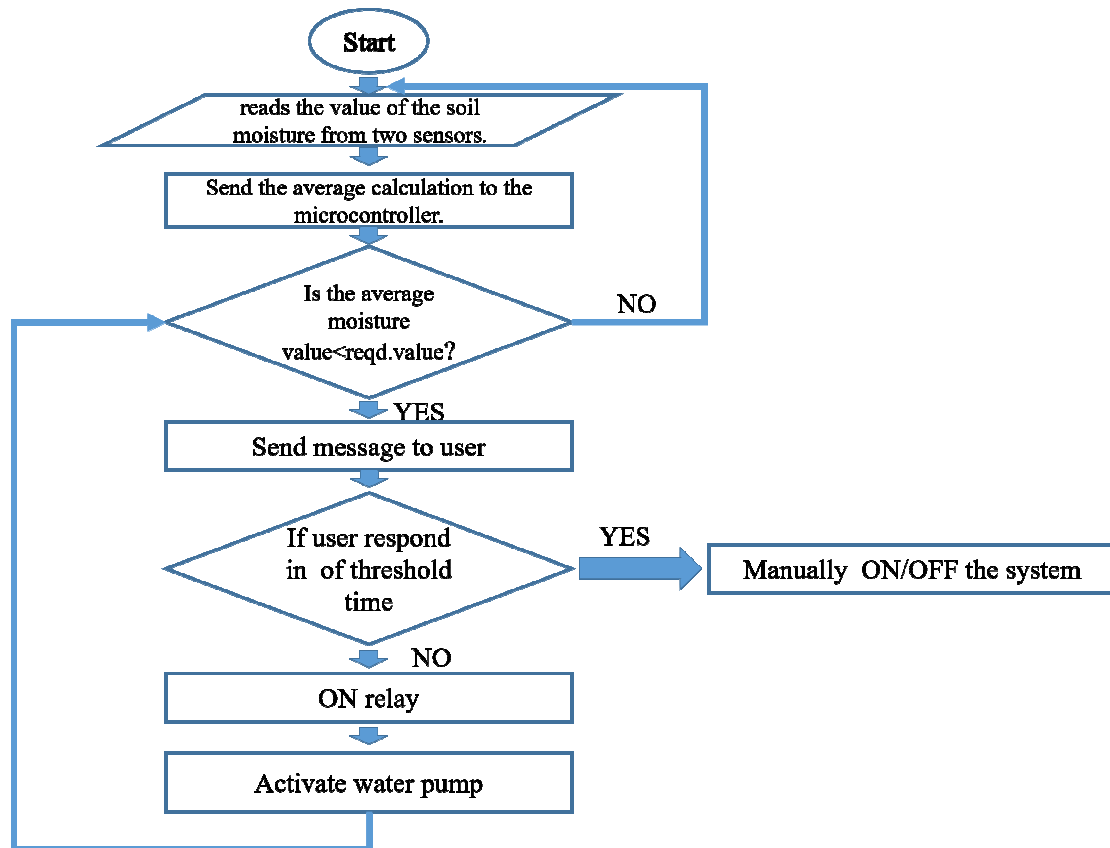 Start
reads the value of the soil
moisture from two sensors.
Send the average calculation to the
microcontroller.
Is the average
moisture
value<reqd.value?
NO
YES
Send message to user
If user respond
in of threshold
time
YES
Manually ON/OFF the system
NO
ON relay
Activate water pump